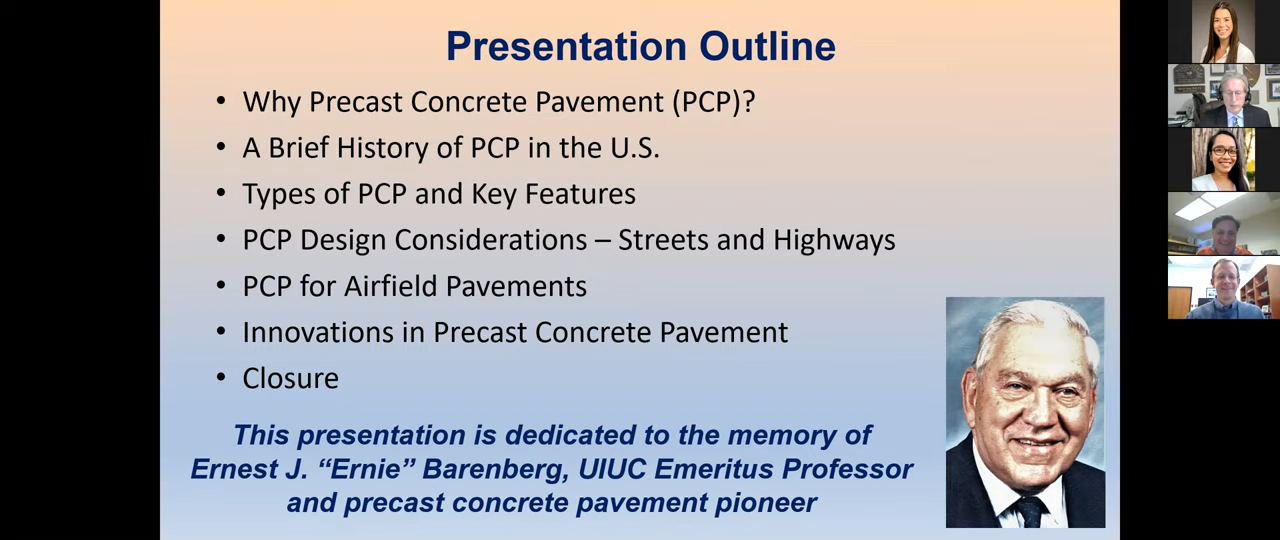 Presentation Outline
• Why Precast Concrete Pavement (PCP)?
• A Brief History of PCP in the U.S.
• Types of PCP and Key Features
• PCP Design Considerations – Streets and Highways
• PCP for Airfield Pavements
• Innovations in Precast Concrete Pavement
• Closure
This presentation is dedicated to the memory of
Ernest J. “Ernie” Barenberg, UIUC Emeritus Professor
and precast concrete pavement pioneer